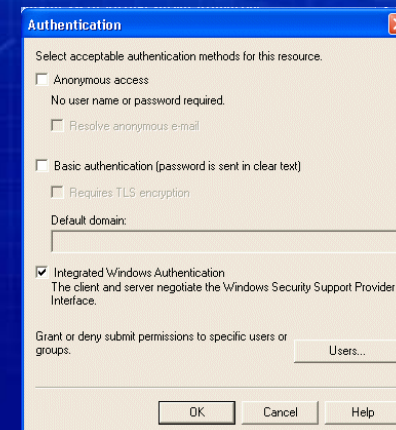 Authentication
Select acceptable authentication methods for this resource.
Anonymous access
No user name or password required.
Resolve anonymous e-mail
Basic authentication (password is sent in clear text)
Requires TLS encryption
Default domain:
Integrated Windows Authentication
The client and server negotiate the Windows Security Support Provider
Interface.
Grant or deny submit permissions to specific users or
groups.
Users...
OK
Cancel
Help